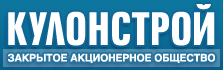 КУЛОНСТРОЙ
ЗАКРЫТОЕ АКЦИОНЕРНОЕ ОБЩЕСТВО